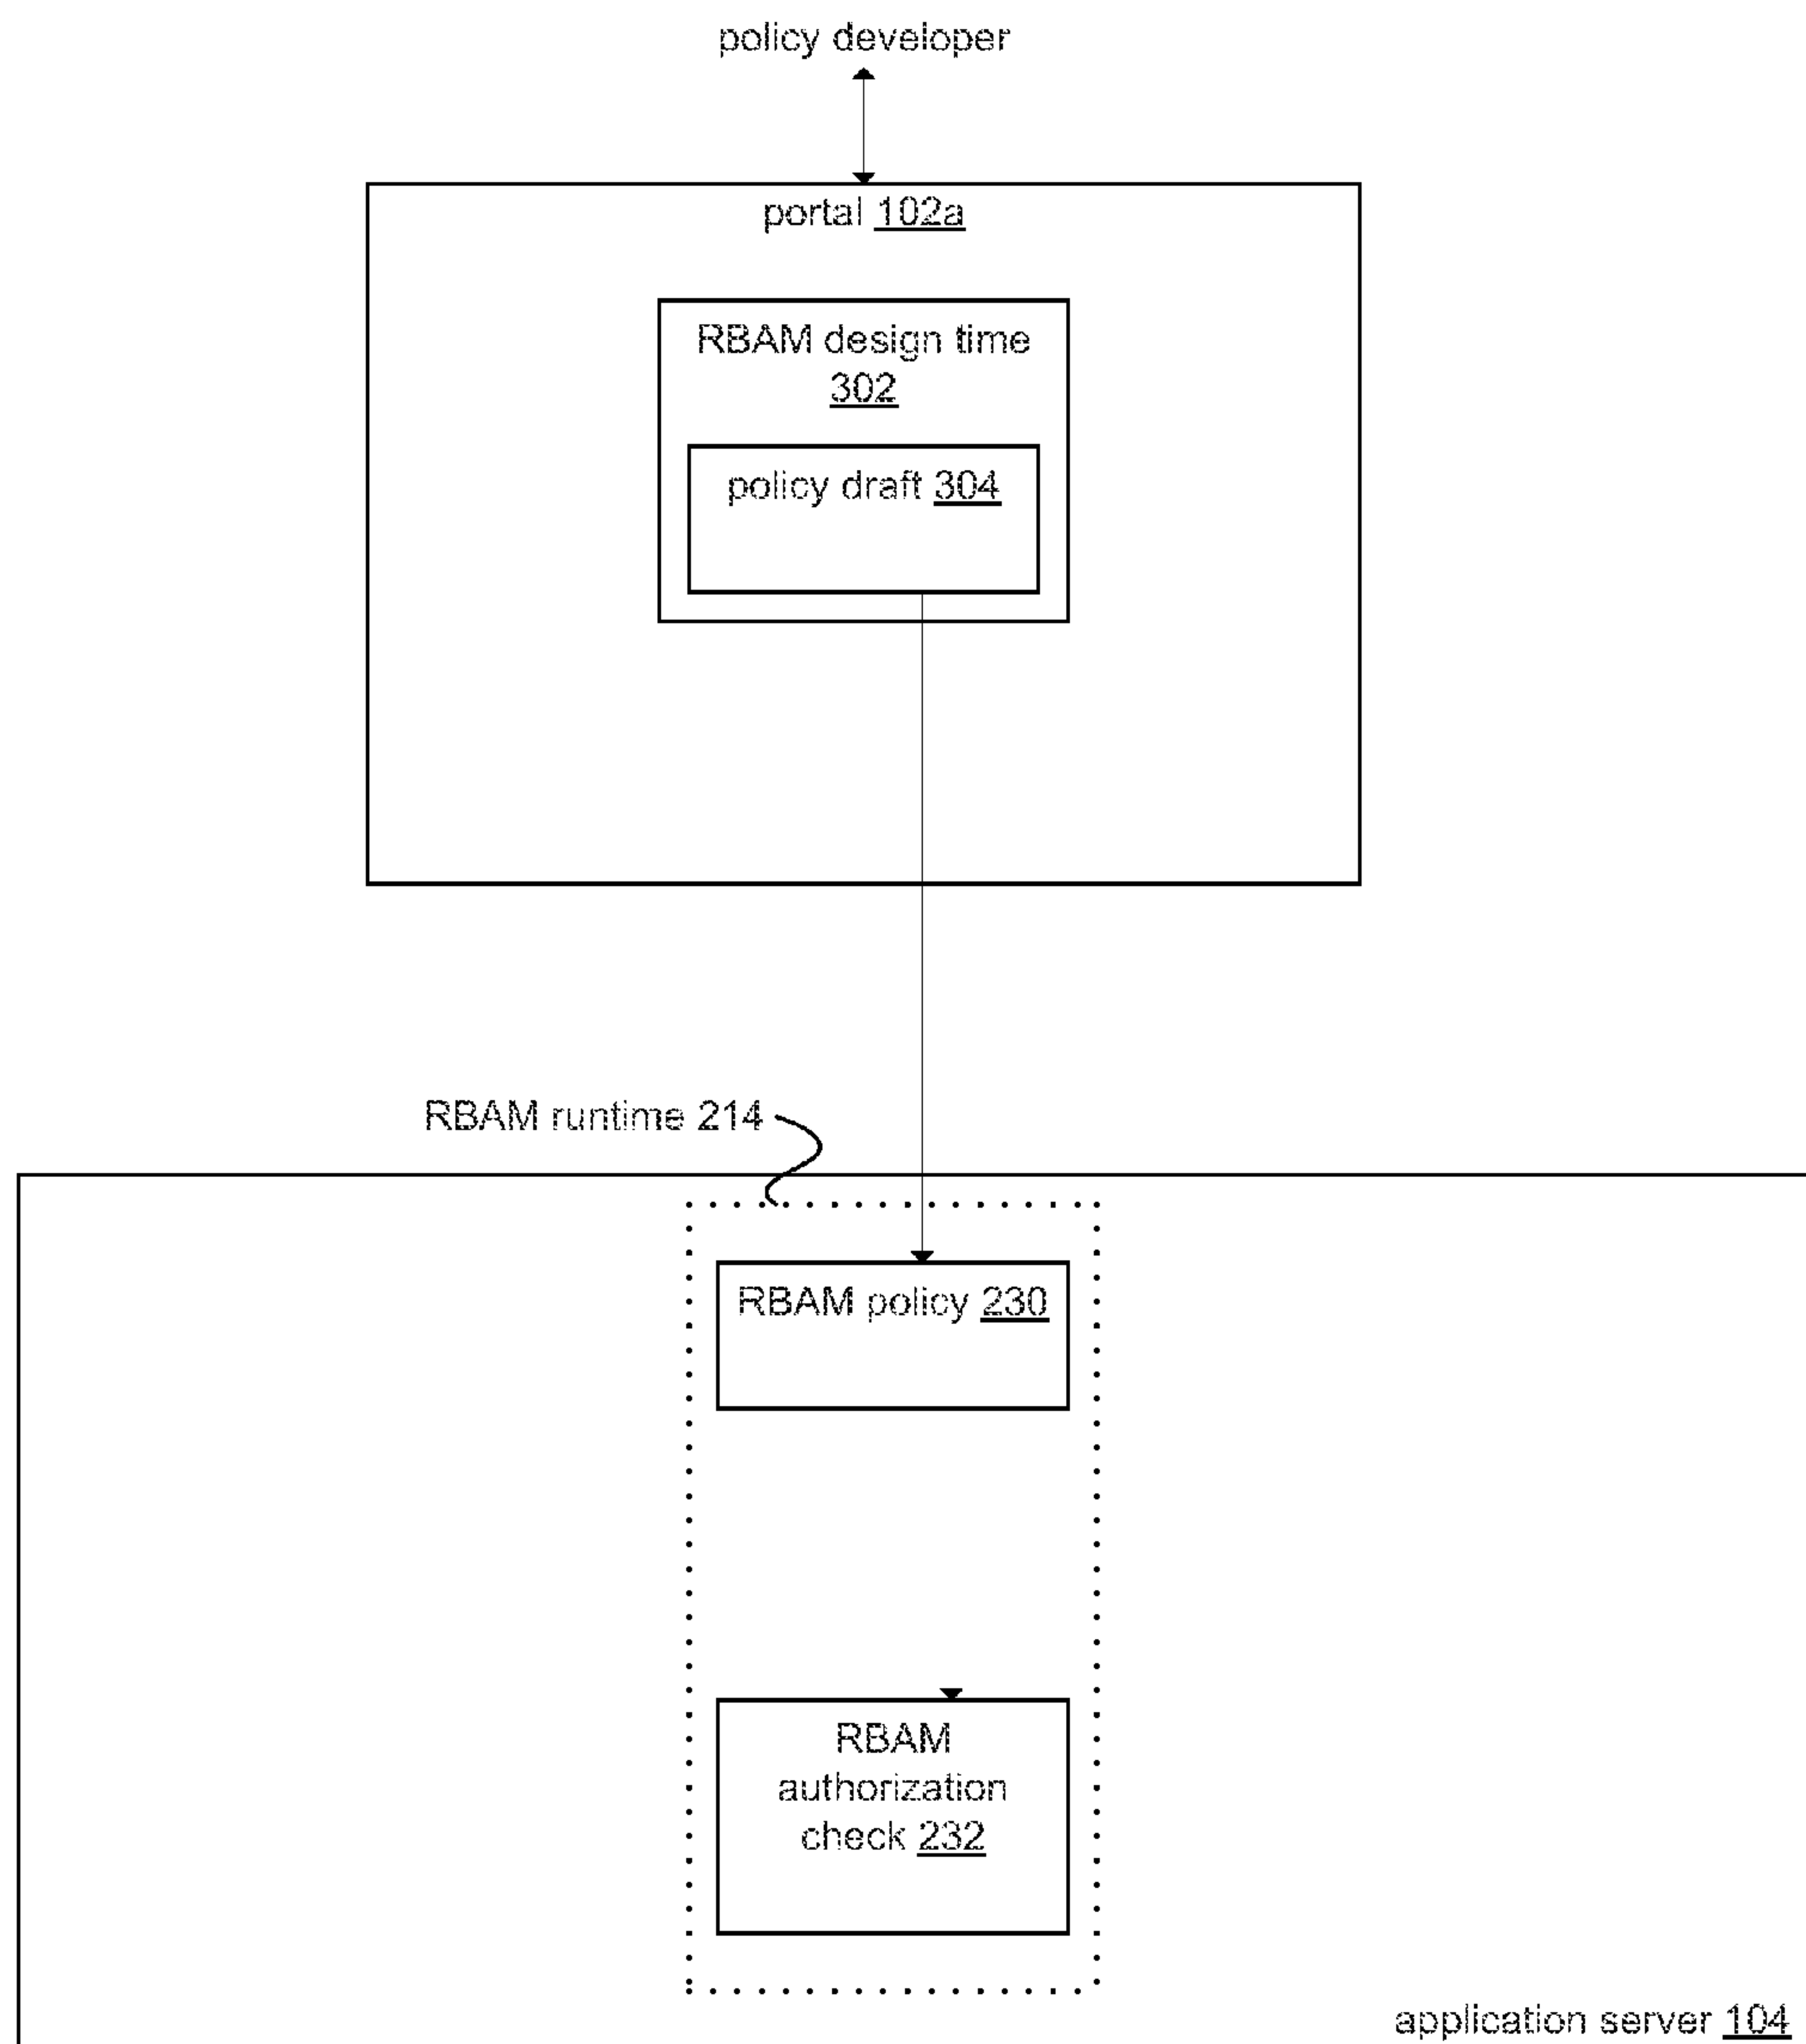 policy developer
portal 102a
RBAM design time
302
policy draft 304
RBAM runtime 214
RBAM policy 230
RBAM
authorization
check 232
application server 104